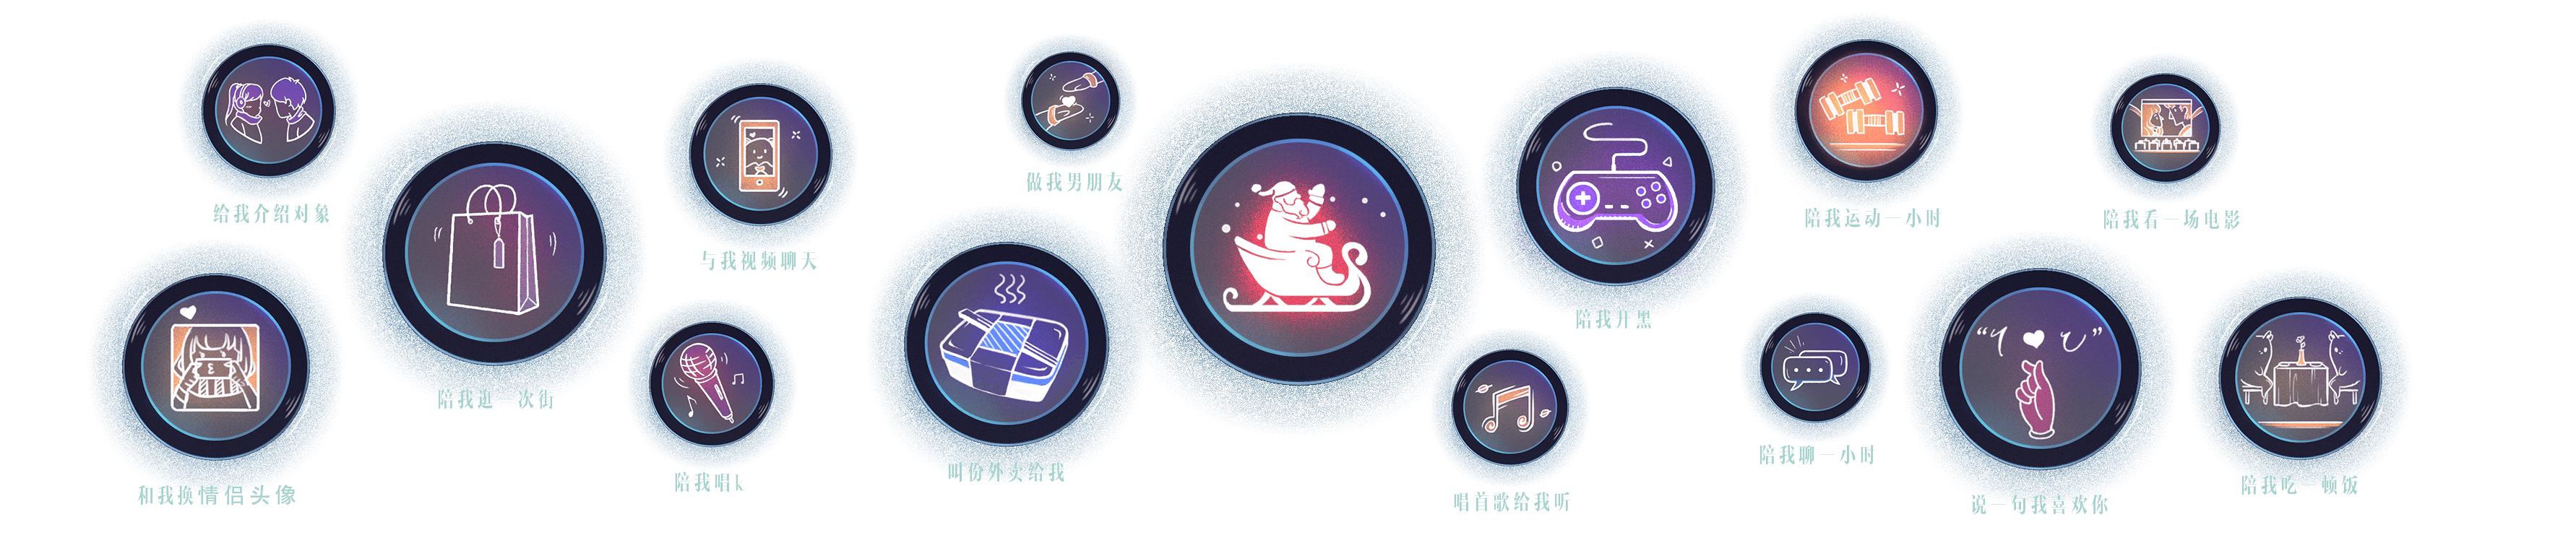 给我介绍对象
和我换情侣头像
陪我逛一次街
与我视频聊天
陪我唱k
做我男朋友
叫份外卖给我
陪我开黑
唱首歌给我听
陪我运动一小时
陪我聊一小时
陪我看一场电影
说一句我喜欢你
陪我吃一顿饭